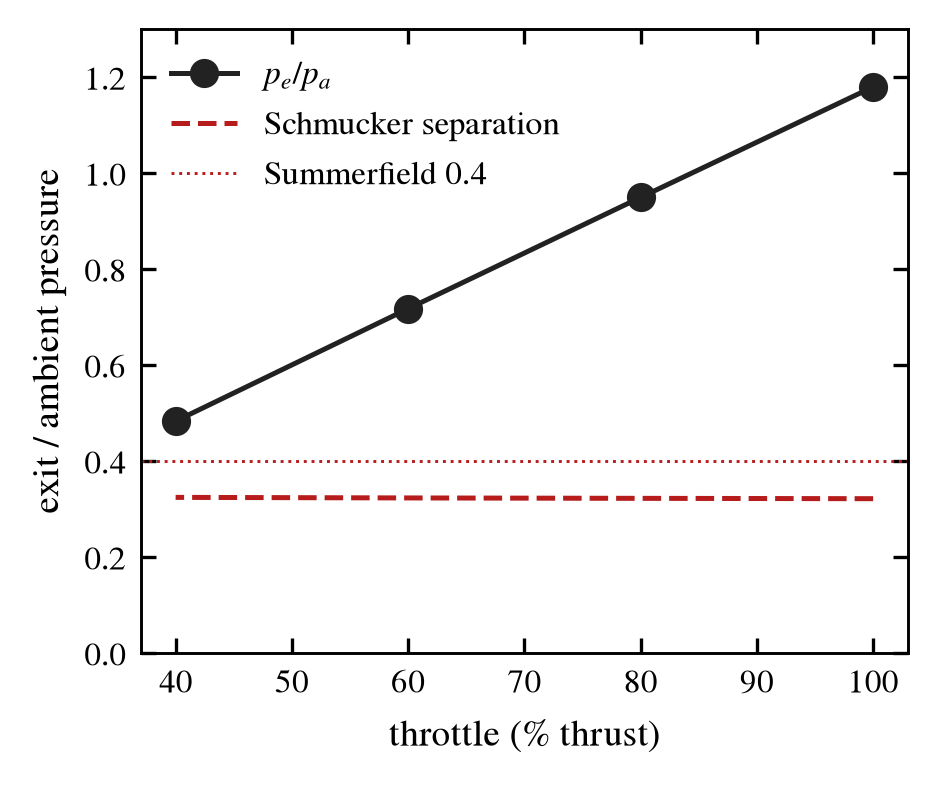 pₑ/pₐ
Schmucker separation
Summerfield 0.4
exit / ambient pressure
1.2
1.0
0.8
0.6
0.4
0.2
0.0
40 50 60 70 80 90 100
throttle (% thrust)